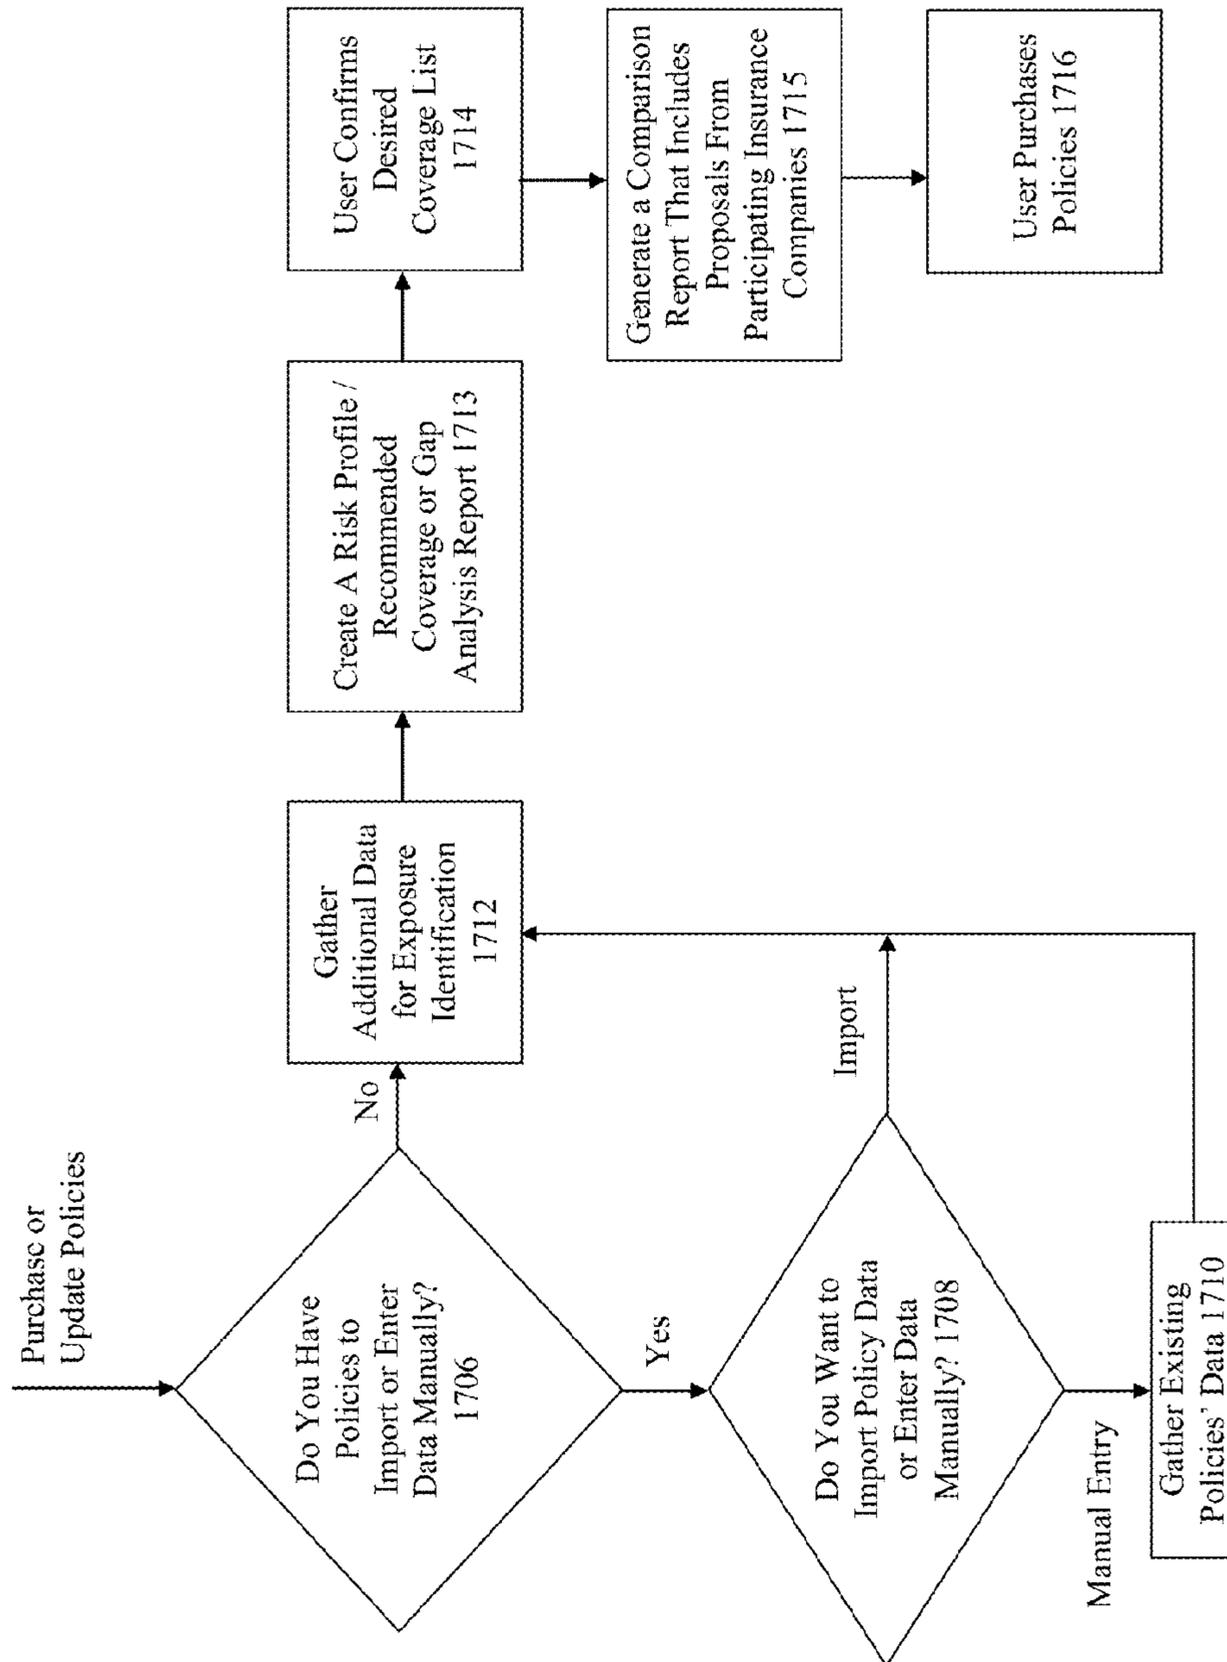 Purchase or
Update Policies
Do You Have
Policies to
Import or Enter
Data Manually?
1706
No
Yes
Gather
Additional Data
for Exposure
Identification
1712
Create A Risk Profile /
Recommended
Coverage or Gap
Analysis Report 1713
User Confirms
Desired
Coverage List
1714
Do You Want to
Import Policy Data
or Enter Data
Manually? 1708
Import
Manual Entry
Gather Existing
Policies' Data 1710
Generate a Comparison
Report That Includes
Proposals From
Participating Insurance
Companies 1715
User Purchases
Policies 1716